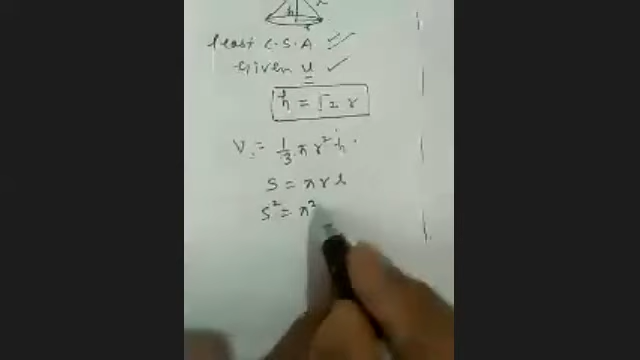 h
r
least C.S.A
Given V
h = √2 r
V = 1/3 π r² h
S = π r l
S² = π²